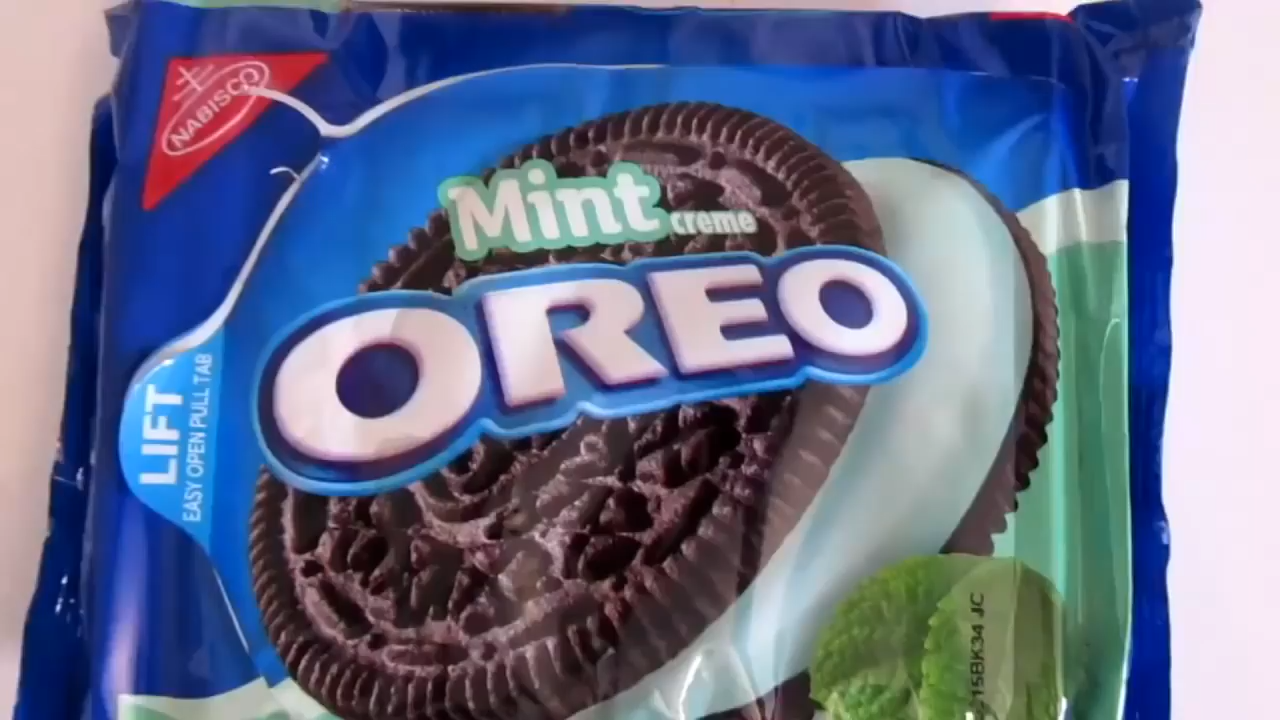 NABISCO
Mint creme
OREO
LIFT
EASY OPEN PULL TAB
15BK34 JC